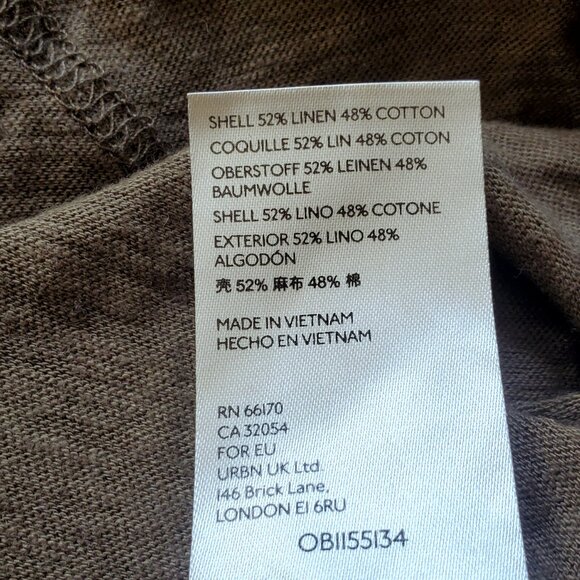 SHELL 52% LINEN 48% COTTON
COQUILLE 52% LIN 48% COTON
OBERSTOFF 52% LEINEN 48%
BAUMWOLLE
SHELL 52% LINO 48% COTONE
EXTERIOR 52% LINO 48%
ALGODÓN
壳 52% 麻布 48% 棉
MADE IN VIETNAM
HECHO EN VIETNAM
RN 66170
CA 32054
FOR EU
URBN UK Ltd.
146 Brick Lane,
LONDON E1 6RU
OB1155134